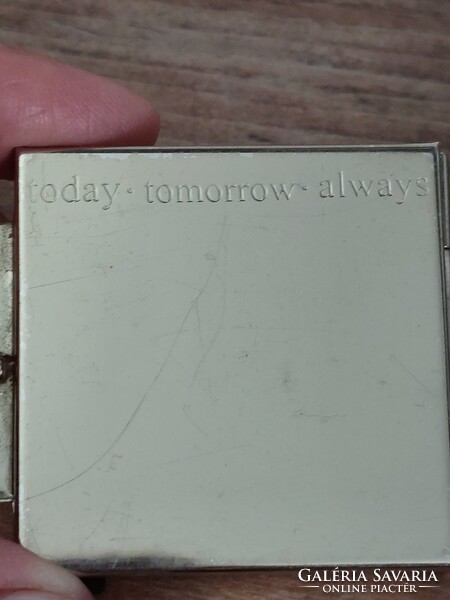 today · tomorrow · always
GALÉRIA SAVARIA
ONLINE PIACTÉR